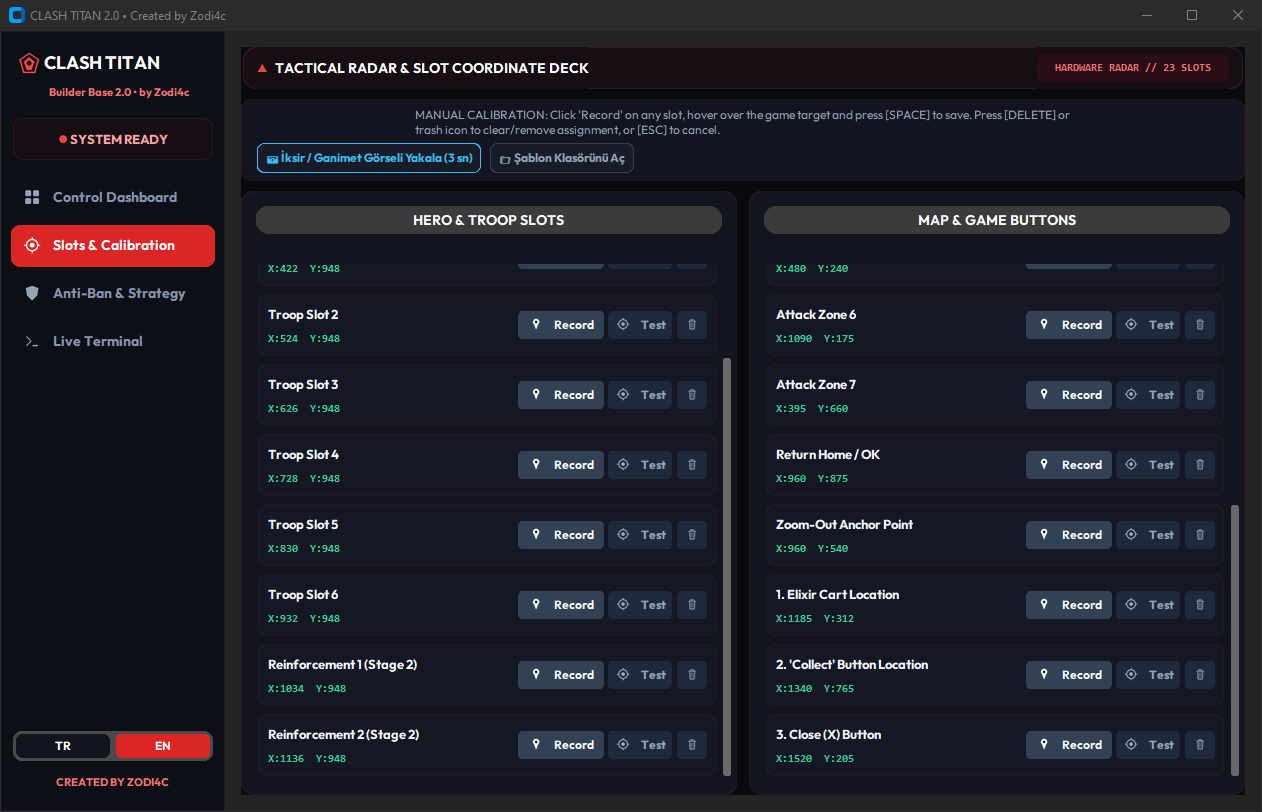 CLASH TITAN 2.0 • Created by Zodi4c
CLASH TITAN
Builder Base 2.0 • by Zodi4c
SYSTEM READY
Control Dashboard
Slots & Calibration
Anti-Ban & Strategy
Live Terminal
TR
EN
CREATED BY ZODI4C
TACTICAL RADAR & SLOT COORDINATE DECK
HARDWARE RADAR // 23 SLOTS
MANUAL CALIBRATION: Click 'Record' on any slot, hover over the game target and press [SPACE] to save. Press [DELETE] or
trash icon to clear/remove assignment, or [ESC] to cancel.
İksir / Ganimet Görseli Yakala (3 sn)
Şablon Klasörünü Aç
HERO & TROOP SLOTS
X:422 Y:948
Troop Slot 2
X:524 Y:948
Record
Test
Troop Slot 3
X:626 Y:948
Record
Test
Troop Slot 4
X:728 Y:948
Record
Test
Troop Slot 5
X:830 Y:948
Record
Test
Troop Slot 6
X:932 Y:948
Record
Test
Reinforcement 1 (Stage 2)
X:1034 Y:948
Record
Test
Reinforcement 2 (Stage 2)
X:1136 Y:948
Record
Test
MAP & GAME BUTTONS
X:480 Y:240
Attack Zone 6
X:1090 Y:175
Record
Test
Attack Zone 7
X:395 Y:660
Record
Test
Return Home / OK
X:960 Y:875
Record
Test
Zoom-Out Anchor Point
X:960 Y:540
Record
Test
1. Elixir Cart Location
X:1185 Y:312
Record
Test
2. 'Collect' Button Location
X:1340 Y:765
Record
Test
3. Close (X) Button
X:1520 Y:205
Record
Test